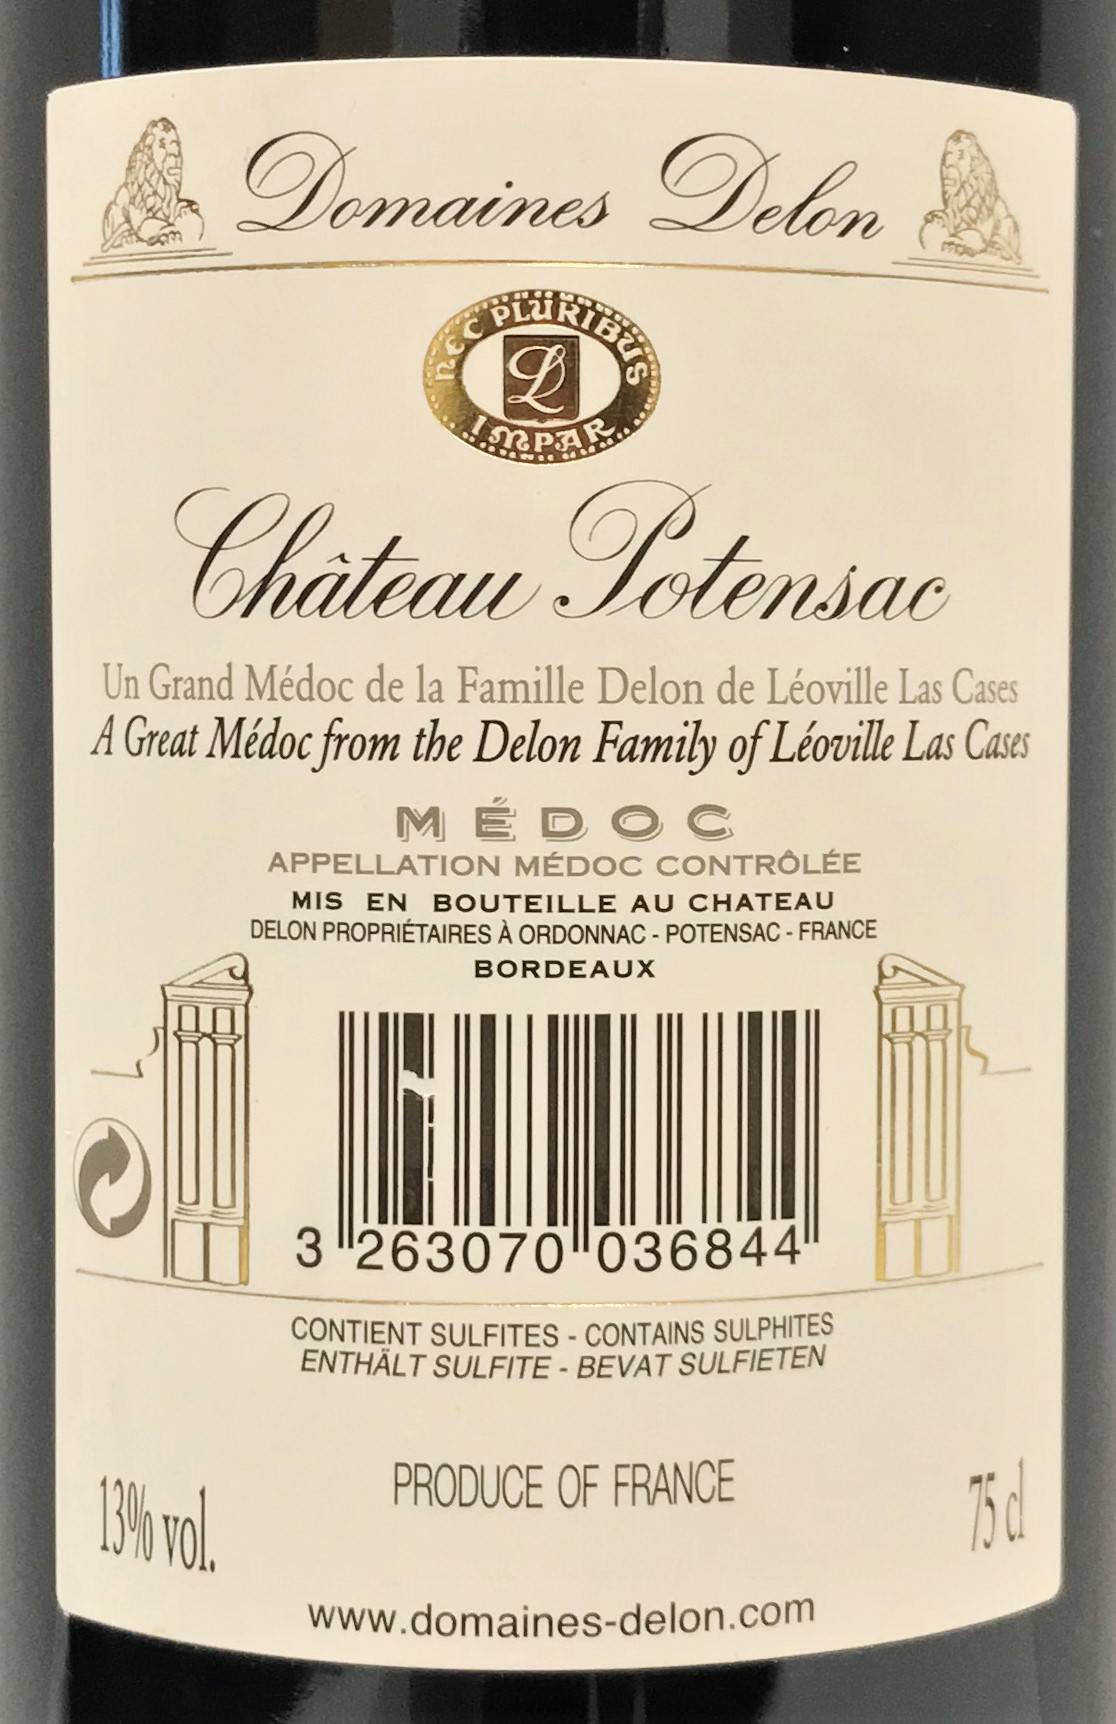 Domaines Delon
NEC PLURIBUS
L
IMPAR
Château Potensac
Un Grand Médoc de la Famille Delon de Léoville Las Cases
A Great Médoc from the Delon Family of Léoville Las Cases
MÉDOC
APPELLATION MÉDOC CONTRÔLÉE
MIS EN BOUTEILLE AU CHATEAU
DELON PROPRIÉTAIRES À ORDONNAC - POTENSAC - FRANCE
BORDEAUX
3 263070 036844
CONTIENT SULFITES - CONTAINS SULPHITES
ENTHÄLT SULFITE - BEVAT SULFIETEN
PRODUCE OF FRANCE
13% vol.
75 cl
www.domaines-delon.com